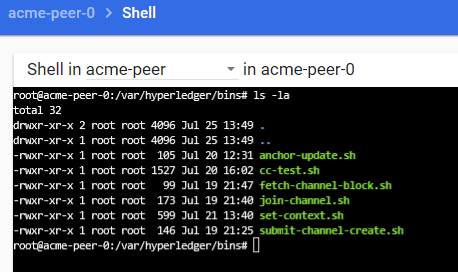 acme-peer-0 > Shell
Shell in acme-peer in acme-peer-0
root@acme-peer-0:/var/hyperledger/bins# ls -la
total 32
drwxr-xr-x 2 root root 4096 Jul 25 13:49 .
drwxr-xr-x 1 root root 4096 Jul 25 13:49 ..
-rwxr-xr-x 1 root root 105 Jul 20 12:31 anchor-update.sh
-rwxr-xr-x 1 root root 1527 Jul 20 16:02 cc-test.sh
-rwxr-xr-x 1 root root 99 Jul 19 21:47 fetch-channel-block.sh
-rwxr-xr-x 1 root root 173 Jul 19 21:40 join-channel.sh
-rwxr-xr-x 1 root root 599 Jul 21 13:40 set-context.sh
-rwxr-xr-x 1 root root 146 Jul 19 21:25 submit-channel-create.sh
root@acme-peer-0:/var/hyperledger/bins#